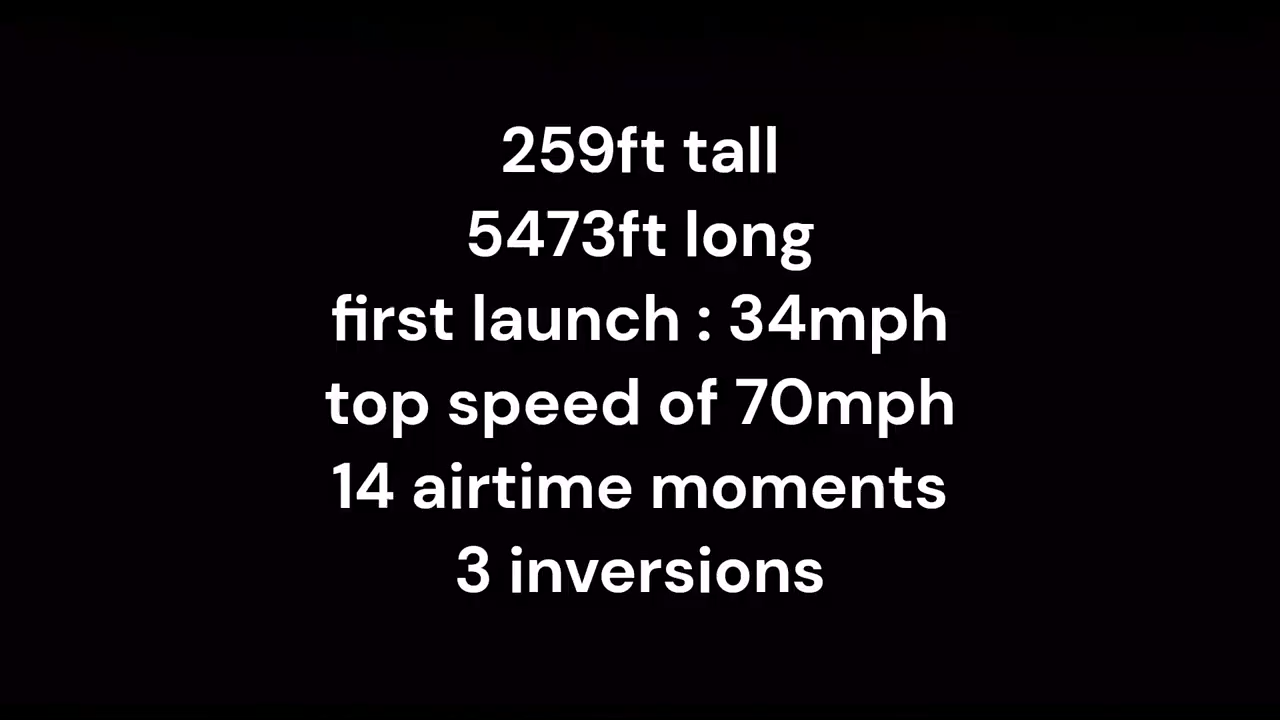 259ft tall
5473ft long
first launch : 34mph
top speed of 70mph
14 airtime moments
3 inversions